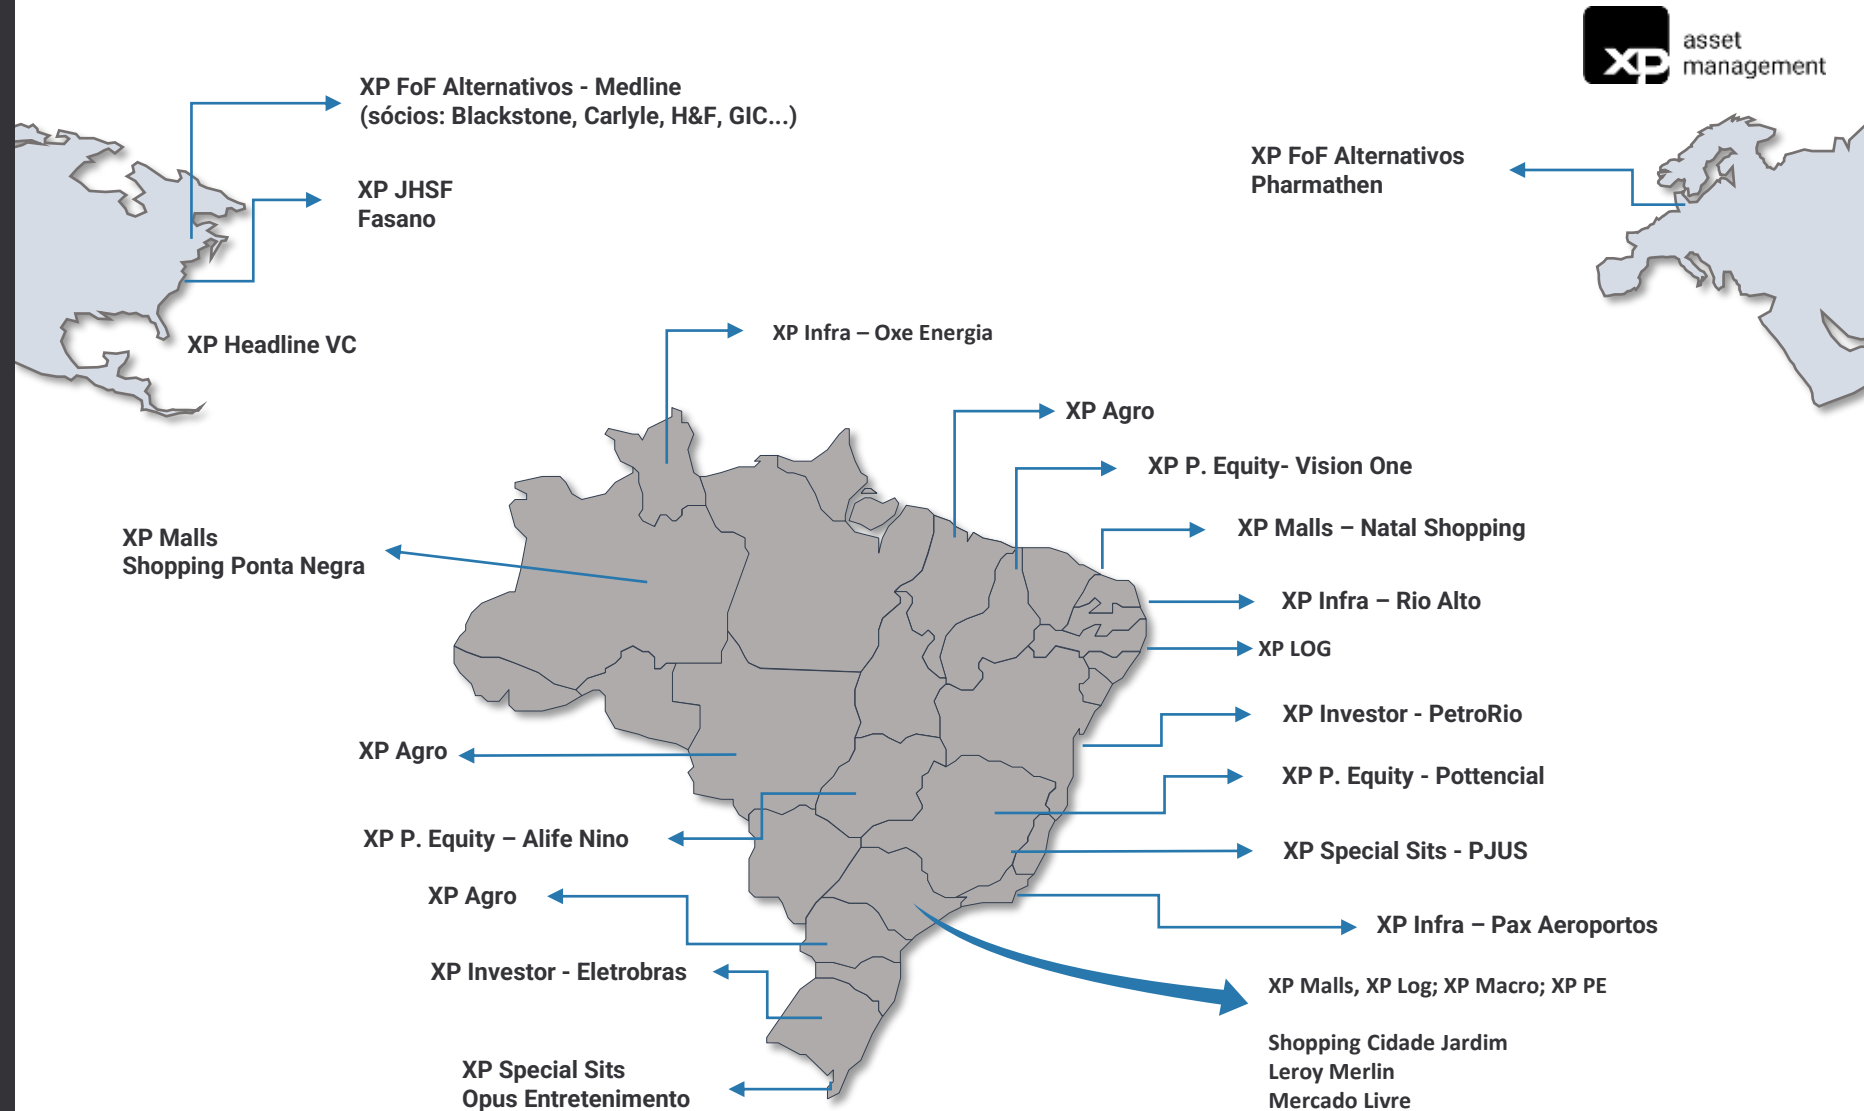 XP asset
management
XP FoF Alternativos - Medline
(sócios: Blackstone, Carlyle, H&F, GIC...)
XP FoF Alternativos
Pharmathen
XP JHSF
Fasano
XP Headline VC
XP Infra – Oxe Energia
XP Agro
XP P. Equity- Vision One
XP Malls – Natal Shopping
XP Malls
Shopping Ponta Negra
XP Infra – Rio Alto
XP LOG
XP Investor - PetroRio
XP Agro
XP P. Equity - Pottencial
XP P. Equity – Alife Nino
XP Special Sits - PJUS
XP Agro
XP Infra – Pax Aeroportos
XP Investor - Eletrobras
XP Malls, XP Log; XP Macro; XP PE
Shopping Cidade Jardim
Leroy Merlin
Mercado Livre
XP Special Sits
Opus Entretenimento